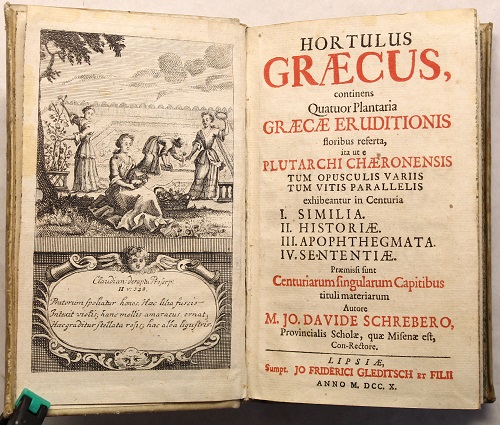 Claudian: de raptu Proserp:
II v. 128.
Pratorum spoliatur honos. Hac lilia fuscis
Intexit violis, hanc mollis amaracus ornat,
Haec graditur stellata rosis, haec alba ligustris.
HORTULUS
GRÆCUS,
continens
Quatuor Plantaria
GRÆCÆ ERUDITIONIS
floribus referta,
ita ut e
PLUTARCHI CHÆRONENSIS
TUM OPUSCULIS VARIIS
TUM VITIS PARALLELIS
exhibeantur in Centuria
I. SIMILIA.
II. HISTORIÆ.
III. APOPHTHEGMATA.
IV. SENTENTIÆ.
Præmissi sunt
Centuriarum singularum Capitibus
tituli materiarum
Autore
M. JO. DAVIDE SCHREBERO,
Provincialis Scholæ, quæ Misenæ est,
Con-Rectore.
LIPSIÆ,
Sumpt. JO FRIDERICI GLEDITSCH ET FILII
ANNO M. DCC. X.